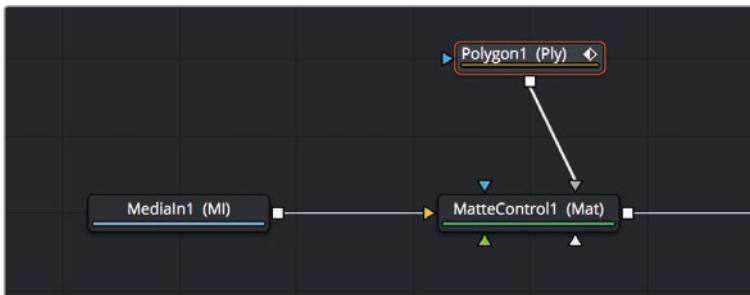 Polygon1 (Ply)
MediaIn1 (MI)
MatteControl1 (Mat)